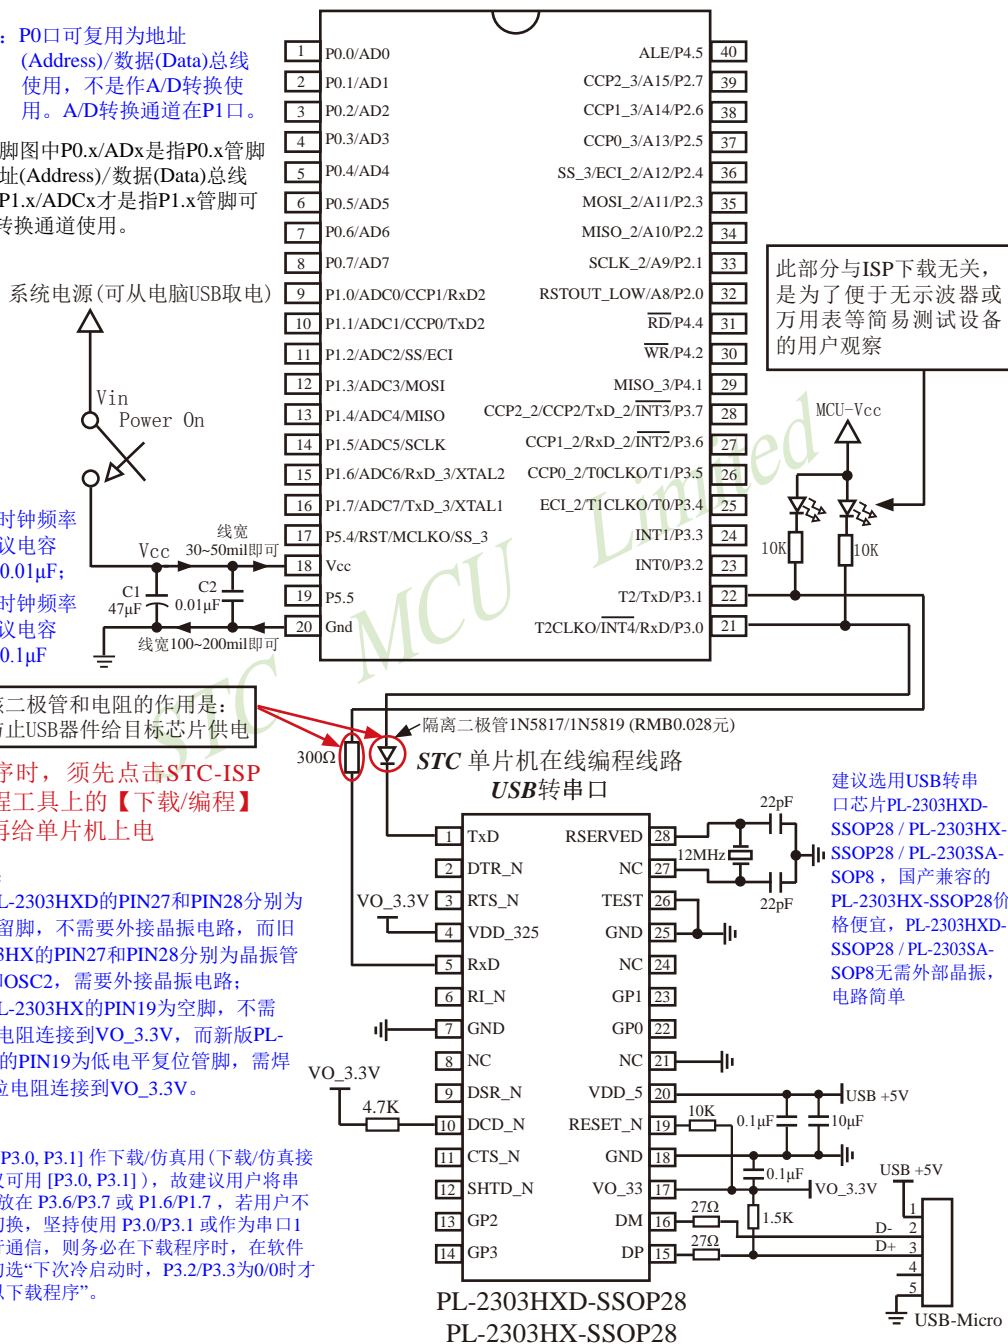 ：P0口可复用为地址
(Address)/数据(Data)总线
使用，不是作A/D转换使
用。A/D转换通道在P1口。
脚图中P0.x/ADx是指P0.x管脚
址(Address)/数据(Data)总线
P1.x/ADCx才是指P1.x管脚可
转换通道使用。
系统电源(可从电脑USB取电)
Vin
Power On
时钟频率
议电容
0.01μF；
时钟频率
议电容
0.1μF
Vcc
线宽
30~50mil即可
C1
47μF
C2
0.01μF
线宽100~200mil即可
1 P0.0/AD0
2 P0.1/AD1
3 P0.2/AD2
4 P0.3/AD3
5 P0.4/AD4
6 P0.5/AD5
7 P0.6/AD6
8 P0.7/AD7
9 P1.0/ADC0/CCP1/RxD2
10 P1.1/ADC1/CCP0/TxD2
11 P1.2/ADC2/SS/ECI
12 P1.3/ADC3/MOSI
13 P1.4/ADC4/MISO
14 P1.5/ADC5/SCLK
15 P1.6/ADC6/RxD_3/XTAL2
16 P1.7/ADC7/TxD_3/XTAL1
17 P5.4/RST/MCLKO/SS_3
18 Vcc
19 P5.5
20 Gnd
ALE/P4.5 40
CCP2_3/A15/P2.7 39
CCP1_3/A14/P2.6 38
CCP0_3/A13/P2.5 37
SS_3/ECI_2/A12/P2.4 36
MOSI_2/A11/P2.3 35
MISO_2/A10/P2.2 34
SCLK_2/A9/P2.1 33
RSTOUT_LOW/A8/P2.0 32
RD/P4.4 31
WR/P4.2 30
MISO_3/P4.1 29
CCP2_2/CCP2/TxD_2/INT3/P3.7 28
CCP1_2/RxD_2/INT2/P3.6 27
CCP0_2/T0CLKO/T1/P3.5 26
ECI_2/T1CLKO/T0/P3.4 25
INT1/P3.3 24
INT0/P3.2 23
T2/TxD/P3.1 22
T2CLKO/INT4/RxD/P3.0 21
此部分与ISP下载无关，
是为了便于无示波器或
万用表等简易测试设备
的用户观察
MCU-Vcc
10K
10K
STC MCU Limited
该二极管和电阻的作用是：
防止USB器件给目标芯片供电
300Ω
隔离二极管1N5817/1N5819 (RMB0.028元)
STC 单片机在线编程线路
USB转串口
序时，须先点击STC-ISP
程工具上的【下载/编程】
再给单片机上电
：
PL-2303HXD的PIN27和PIN28分别为
留脚，不需要外接晶振电路，而旧
3HX的PIN27和PIN28分别为晶振管
OSC2，需要外接晶振电路；
PL-2303HX的PIN19为空脚，不需
电阻连接到VO_3.3V，而新版PL-
的PIN19为低电平复位管脚，需焊
位电阻连接到VO_3.3V。
[P3.0, P3.1] 作下载/仿真用(下载/仿真接
仅可用 [P3.0, P3.1] )，故建议用户将串
放在 P3.6/P3.7 或 P1.6/P1.7，若用户不
切换，坚持使用 P3.0/P3.1 或作为串口1
行通信，则务必在下载程序时，在软件
勾选“下次冷启动时，P3.2/P3.3为0/0时才
以下载程序”。
VO_3.3V
VO_3.3V
4.7K
1 TxD
2 DTR_N
3 RTS_N
4 VDD_325
5 RxD
6 RI_N
7 GND
8 NC
9 DSR_N
10 DCD_N
11 CTS_N
12 SHTD_N
13 GP2
14 GP3
RSERVED 28
NC 27
TEST 26
GND 25
NC 24
GP1 23
GP0 22
NC 21
VDD_5 20
RESET_N 19
GND 18
VO_33 17
DM 16
DP 15
22pF
12MHz
22pF
建议选用USB转串
口芯片PL-2303HXD-
SSOP28 / PL-2303HX-
SSOP28 / PL-2303SA-
SOP8，国产兼容的
PL-2303HX-SSOP28价
格便宜，PL-2303HXD-
SSOP28 / PL-2303SA-
SOP8无需外部晶振，
电路简单
USB +5V
10K
0.1μF
10μF
0.1μF
VO_3.3V
27Ω
1.5K
27Ω
USB +5V
D-
D+
1
2
3
4
5
USB-Micro
PL-2303HXD-SSOP28
PL-2303HX-SSOP28